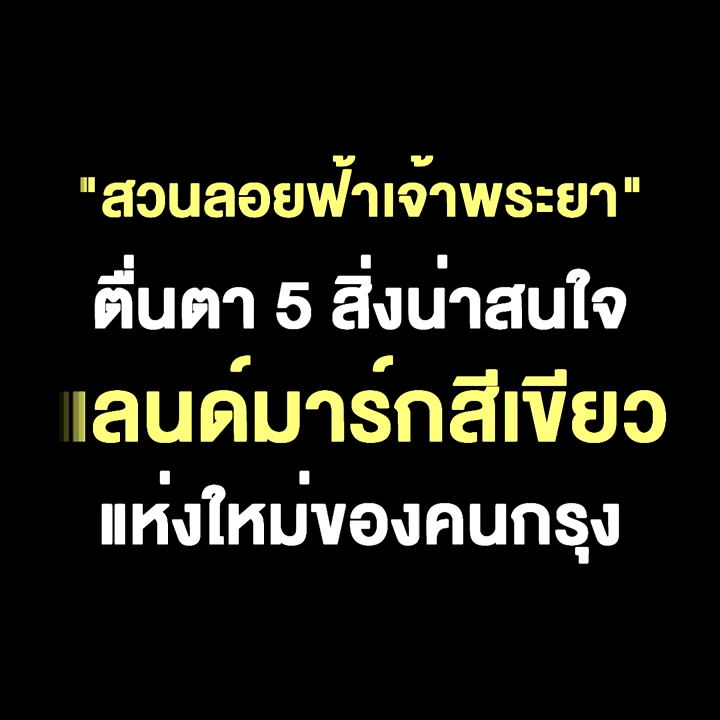 "สวนลอยฟ้าเจ้าพระยา"
ตื่นตา 5 สิ่งน่าสนใจ
แลนด์มาร์กสีเขียว
แห่งใหม่ของคนกรุง